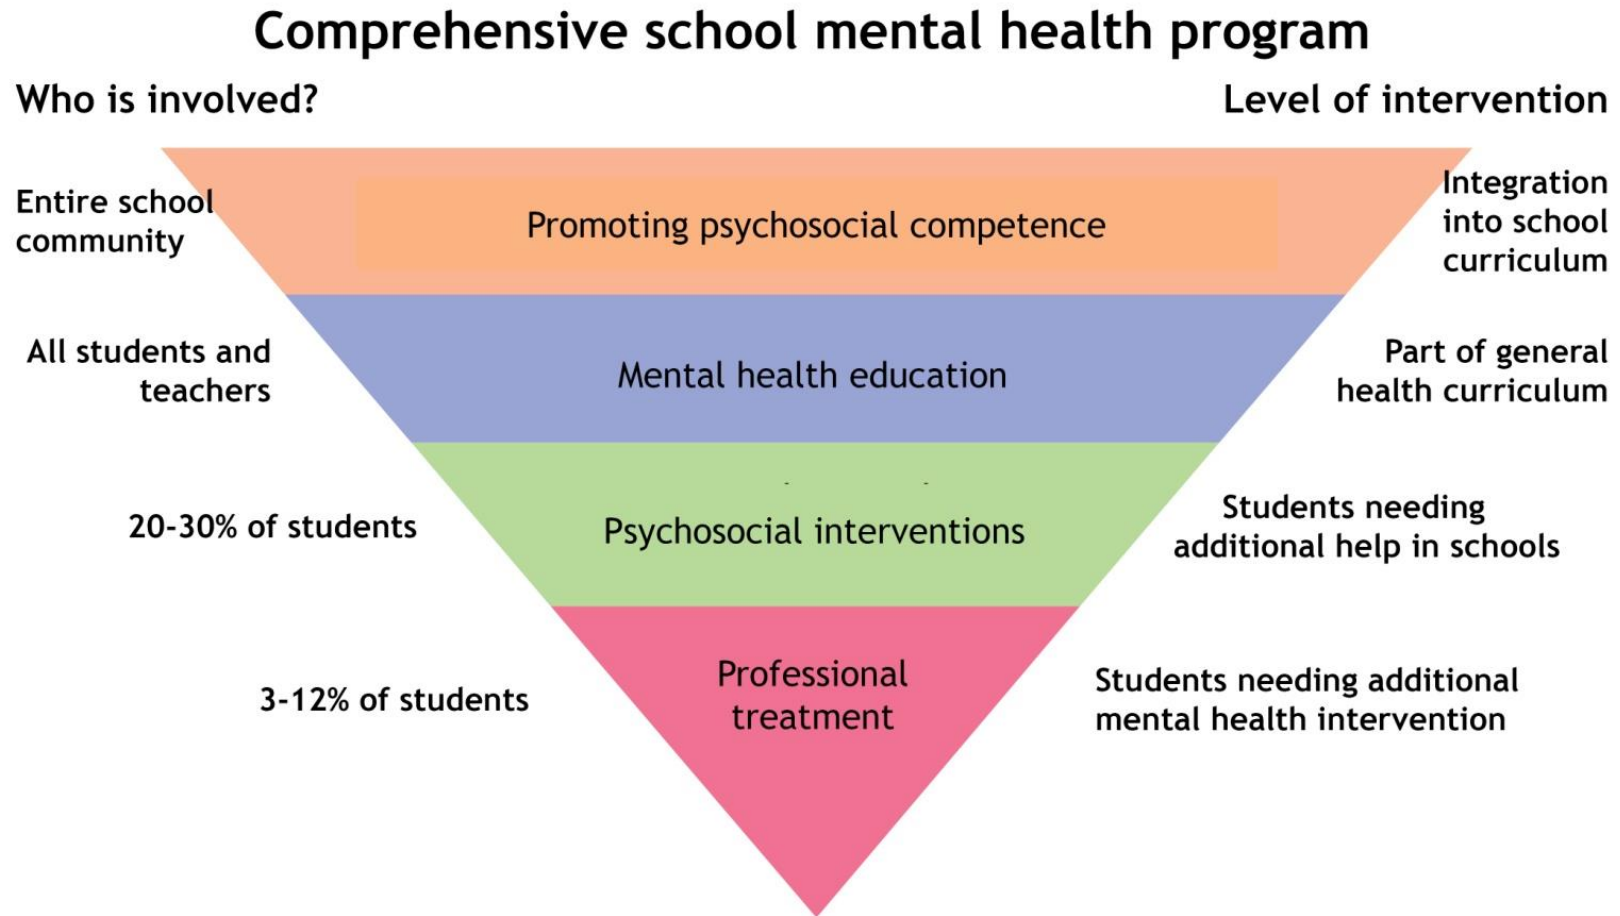 Comprehensive school mental health program
Who is involved?
Level of intervention
Entire school
community
Promoting psychosocial competence
Integration
into school
curriculum
All students and
teachers
Mental health education
Part of general
health curriculum
20-30% of students
Psychosocial interventions
Students needing
additional help in schools
3-12% of students
Professional
treatment
Students needing additional
mental health intervention